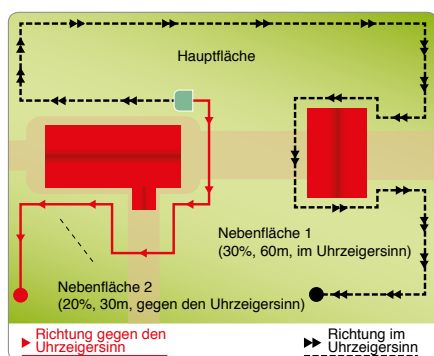 Hauptfläche
Nebenfläche 1
(30%, 60m, im Uhrzeigersinn)
Nebenfläche 2
(20%, 30m, gegen den Uhrzeigersinn)
Richtung gegen den
Uhrzeigersinn
Richtung im
Uhrzeigersinn